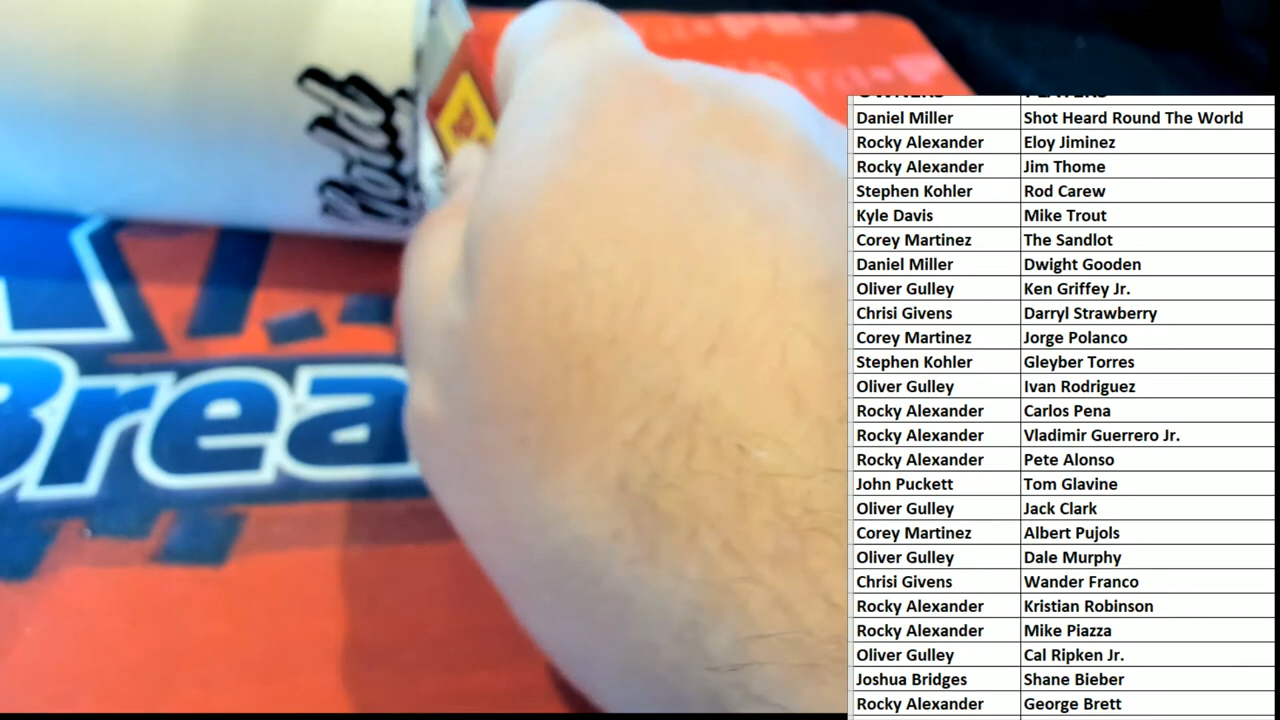 Gold
Brea
OWNERS PLAYERS
Daniel Miller Shot Heard Round The World
Rocky Alexander Eloy Jiminez
Rocky Alexander Jim Thome
Stephen Kohler Rod Carew
Kyle Davis Mike Trout
Corey Martinez The Sandlot
Daniel Miller Dwight Gooden
Oliver Gulley Ken Griffey Jr.
Chrisi Givens Darryl Strawberry
Corey Martinez Jorge Polanco
Stephen Kohler Gleyber Torres
Oliver Gulley Ivan Rodriguez
Rocky Alexander Carlos Pena
Rocky Alexander Vladimir Guerrero Jr.
Rocky Alexander Pete Alonso
John Puckett Tom Glavine
Oliver Gulley Jack Clark
Corey Martinez Albert Pujols
Oliver Gulley Dale Murphy
Chrisi Givens Wander Franco
Rocky Alexander Kristian Robinson
Rocky Alexander Mike Piazza
Oliver Gulley Cal Ripken Jr.
Joshua Bridges Shane Bieber
Rocky Alexander George Brett